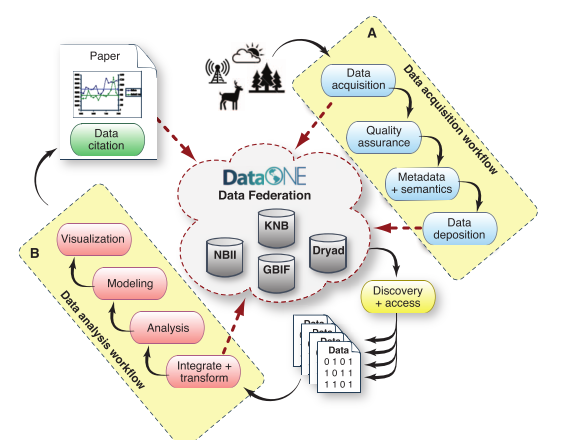 Paper
Data
citation
A
Data acquisition workflow
Data
acquisition
Quality
assurance
Metadata
+ semantics
Data
deposition
DataONE
Data Federation
KNB
NBII
GBIF
Dryad
Discovery
+ access
Data
Data
Data
Data
0 1 0 1
1 0 1 1
1 1 0 1
B
Data analysis workflow
Visualization
Modeling
Analysis
Integrate +
transform